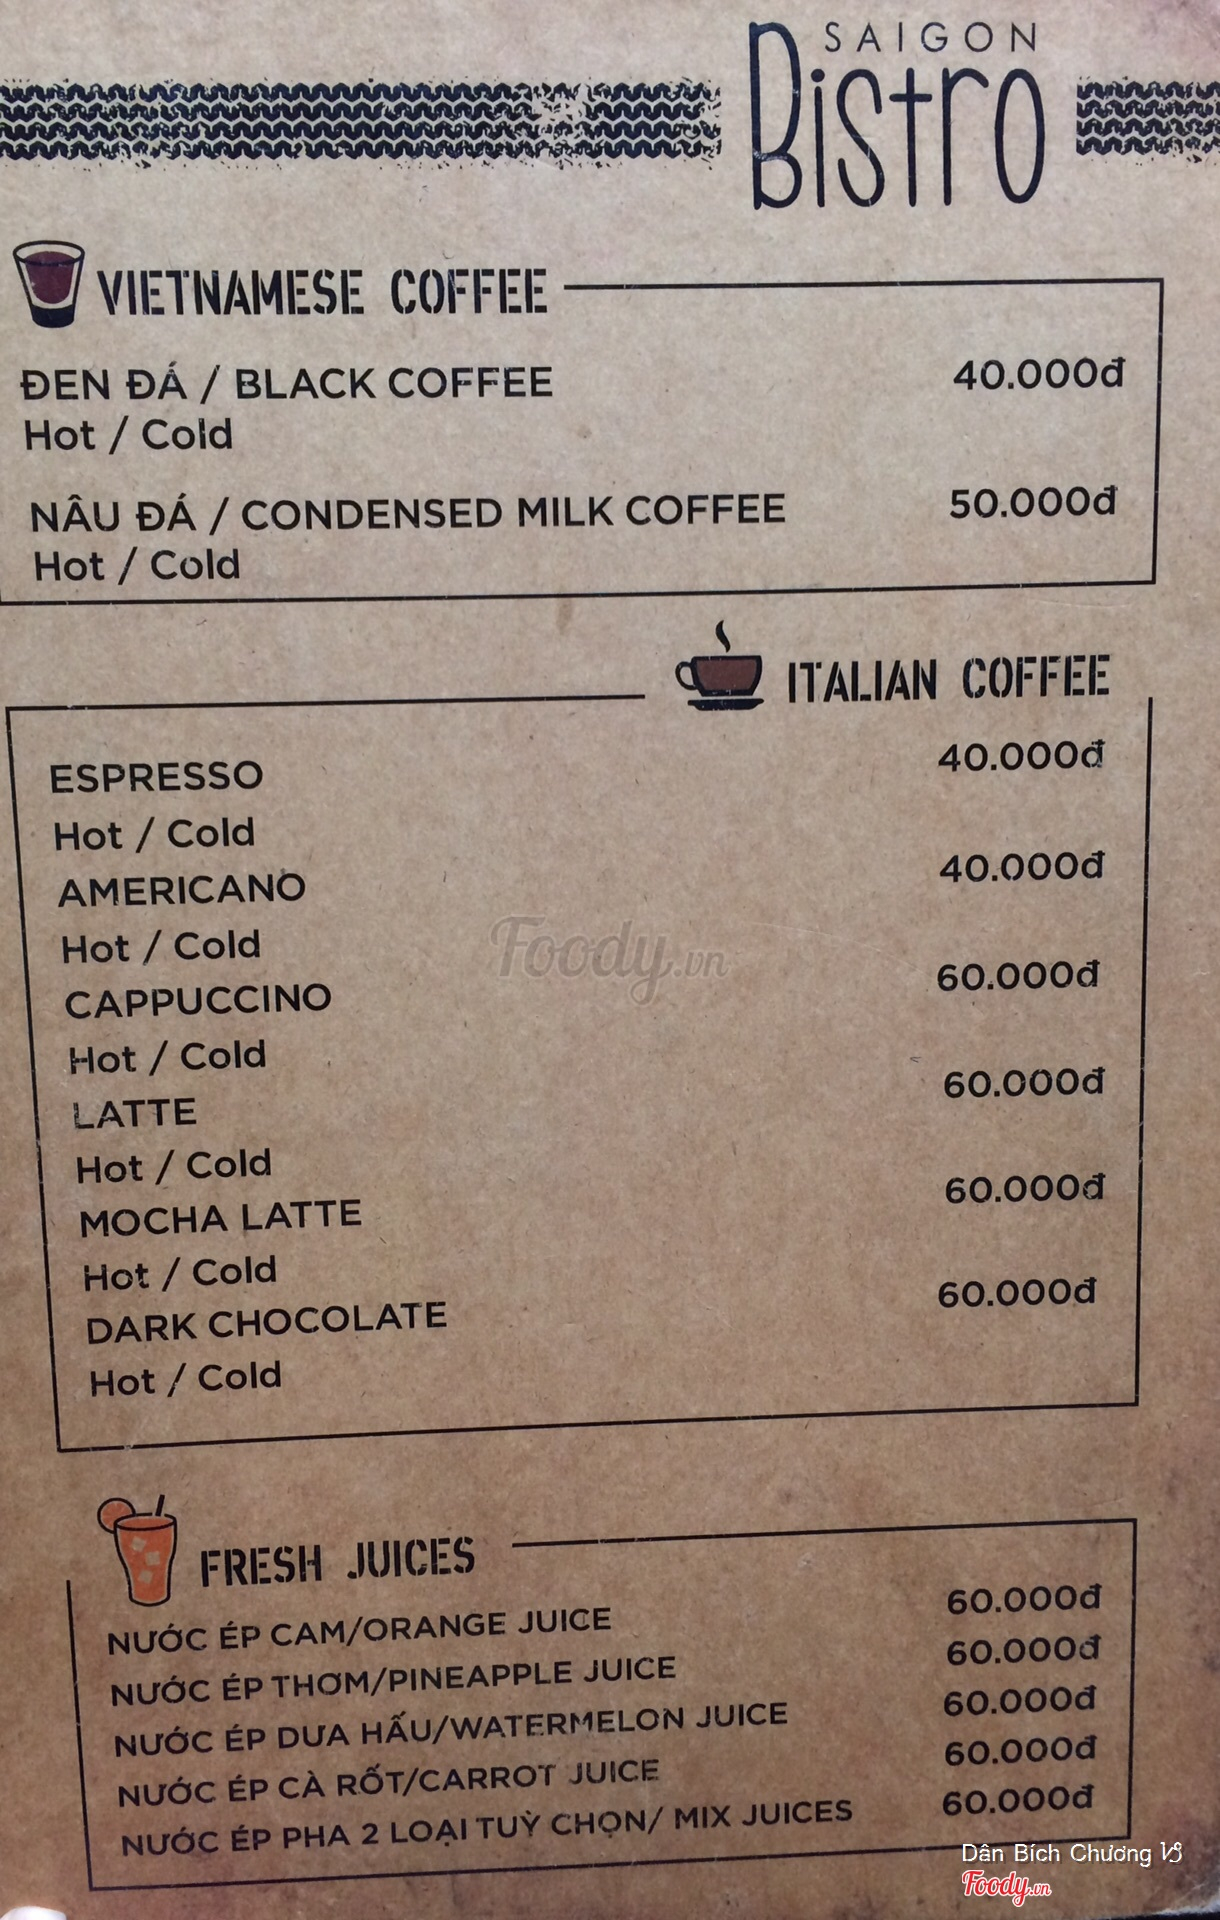 SAIGON
Bistro
VIETNAMESE COFFEE
ĐEN ĐÁ / BLACK COFFEE 40.000đ
Hot / Cold
NÂU ĐÁ / CONDENSED MILK COFFEE 50.000đ
Hot / Cold
ITALIAN COFFEE
ESPRESSO 40.000đ
Hot / Cold
AMERICANO 40.000đ
Hot / Cold
CAPPUCCINO 60.000đ
Hot / Cold
LATTE 60.000đ
Hot / Cold
MOCHA LATTE 60.000đ
Hot / Cold
DARK CHOCOLATE 60.000đ
Hot / Cold
Foody.vn
FRESH JUICES
NƯỚC ÉP CAM/ORANGE JUICE 60.000đ
NƯỚC ÉP THƠM/PINEAPPLE JUICE 60.000đ
NƯỚC ÉP DƯA HẤU/WATERMELON JUICE 60.000đ
NƯỚC ÉP CÀ RỐT/CARROT JUICE 60.000đ
NƯỚC ÉP PHA 2 LOẠI TUỲ CHỌN/ MIX JUICES 60.000đ
Dân Bích Chương ♑
Foody.vn